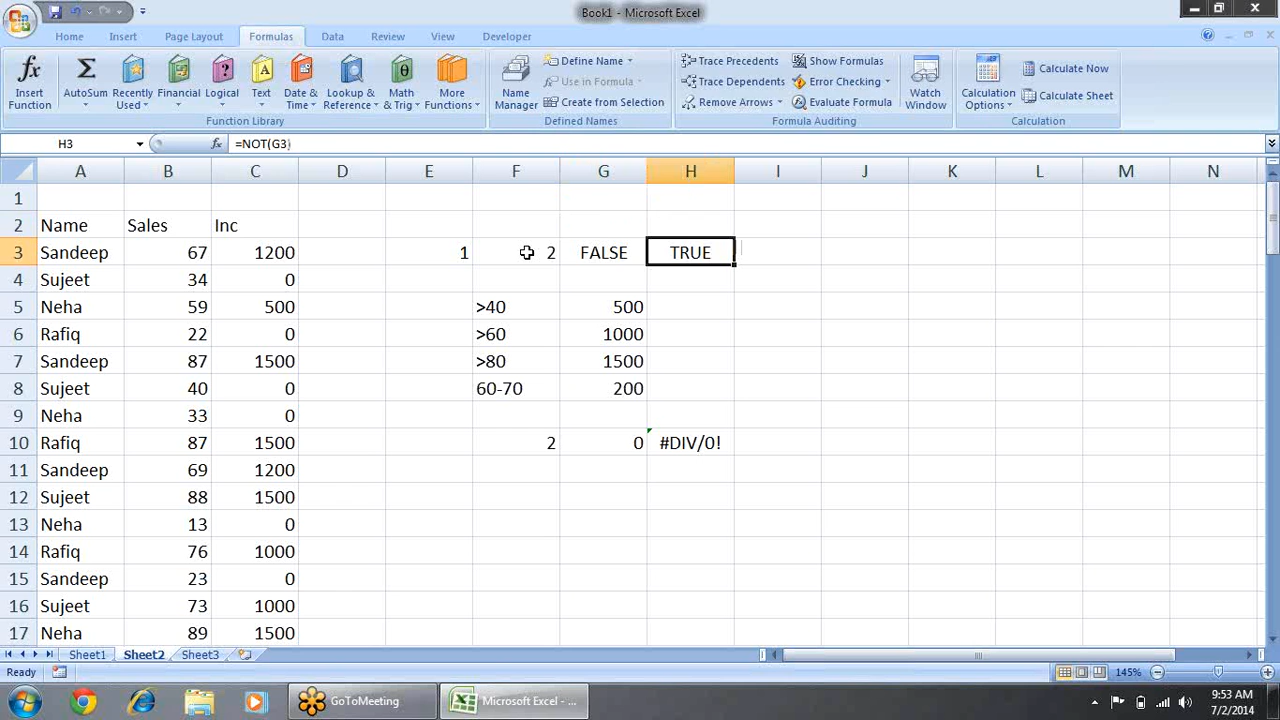 Book1 - Microsoft Excel
Home Insert Page Layout Formulas Data Review View Developer
Insert Function
AutoSum
Recently Used
Financial
Logical
Text
Date & Time
Lookup & Reference
Math & Trig
More Functions
Function Library
Name Manager
Define Name
Use in Formula
Create from Selection
Defined Names
Trace Precedents
Trace Dependents
Remove Arrows
Show Formulas
Error Checking
Evaluate Formula
Formula Auditing
Watch Window
Calculation Options
Calculate Now
Calculate Sheet
Calculation
H3 fx =NOT(G3)
A B C D E F G H I J K L M N
1
2 Name Sales Inc
3 Sandeep 67 1200 1 2 FALSE TRUE
4 Sujeet 34 0
5 Neha 59 500 >40 500
6 Rafiq 22 0 >60 1000
7 Sandeep 87 1500 >80 1500
8 Sujeet 40 0 60-70 200
9 Neha 33 0
10 Rafiq 87 1500 2 0 #DIV/0!
11 Sandeep 69 1200
12 Sujeet 88 1500
13 Neha 13 0
14 Rafiq 76 1000
15 Sandeep 23 0
16 Sujeet 73 1000
17 Neha 89 1500
Sheet1 Sheet2 Sheet3
Ready 145%
GoToMeeting Microsoft Excel - ... 9:53 AM
7/2/2014